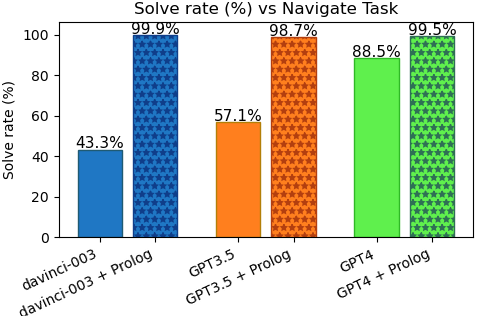 Solve rate (%) vs Navigate Task
Solve rate (%)
100
80
60
40
20
0
43.3%
99.9%
57.1%
98.7%
88.5%
99.5%
davinci-003
davinci-003 + Prolog
GPT3.5
GPT3.5 + Prolog
GPT4
GPT4 + Prolog